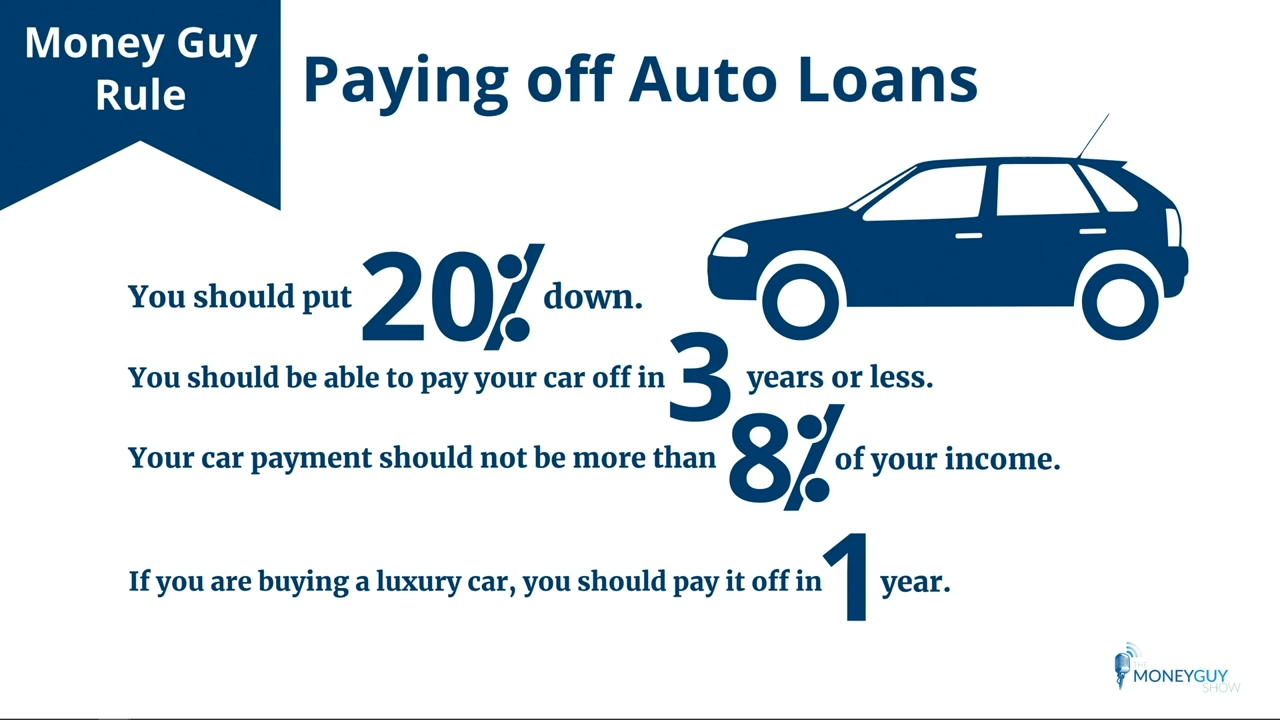 Money Guy
Rule
Paying off Auto Loans
You should put 20% down.
You should be able to pay your car off in 3 years or less.
Your car payment should not be more than 8% of your income.
If you are buying a luxury car, you should pay it off in 1 year.
THE
MONEYGUY
SHOW